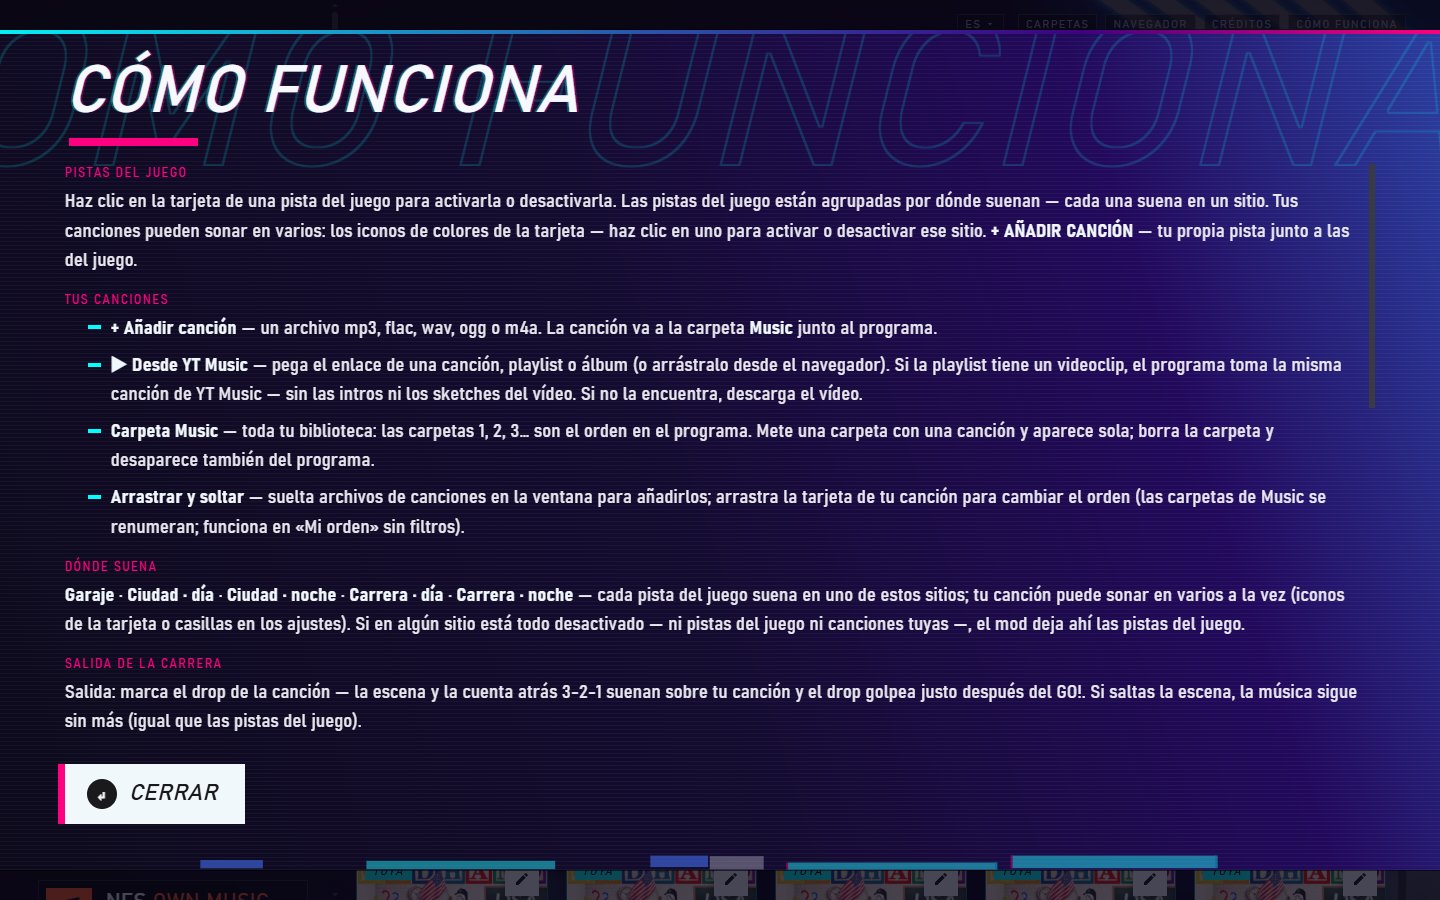 ES
CARPETAS
NAVEGADOR
CRÉDITOS
CÓMO FUNCIONA
CÓMO FUNCIONA
PISTAS DEL JUEGO
Haz clic en la tarjeta de una pista del juego para activarla o desactivarla. Las pistas del juego están agrupadas por dónde suenan — cada una suena en un sitio. Tus
canciones pueden sonar en varios: los iconos de colores de la tarjeta — haz clic en uno para activar o desactivar ese sitio. + AÑADIR CANCIÓN — tu propia pista junto a las
del juego.
TUS CANCIONES
+ Añadir canción — un archivo mp3, flac, wav, ogg o m4a. La canción va a la carpeta Music junto al programa.
▶ Desde YT Music — pega el enlace de una canción, playlist o álbum (o arrástralo desde el navegador). Si la playlist tiene un videoclip, el programa toma la misma
canción de YT Music — sin las intros ni los sketches del vídeo. Si no la encuentra, descarga el vídeo.
Carpeta Music — toda tu biblioteca: las carpetas 1, 2, 3… son el orden en el programa. Mete una carpeta con una canción y aparece sola; borra la carpeta y
desaparece también del programa.
Arrastrar y soltar — suelta archivos de canciones en la ventana para añadirlos; arrastra la tarjeta de tu canción para cambiar el orden (las carpetas de Music se
renumeran; funciona en «Mi orden» sin filtros).
DÓNDE SUENA
Garaje · Ciudad · día · Ciudad · noche · Carrera · día · Carrera · noche — cada pista del juego suena en uno de estos sitios; tu canción puede sonar en varios a la vez (iconos
de la tarjeta o casillas en los ajustes). Si en algún sitio está todo desactivado — ni pistas del juego ni canciones tuyas —, el mod deja ahí las pistas del juego.
SALIDA DE LA CARRERA
Salida: marca el drop de la canción — la escena y la cuenta atrás 3-2-1 suenan sobre tu canción y el drop golpea justo después del GO!. Si saltas la escena, la música sigue
sin más (igual que las pistas del juego).
CERRAR
NFS OWN MUSIC